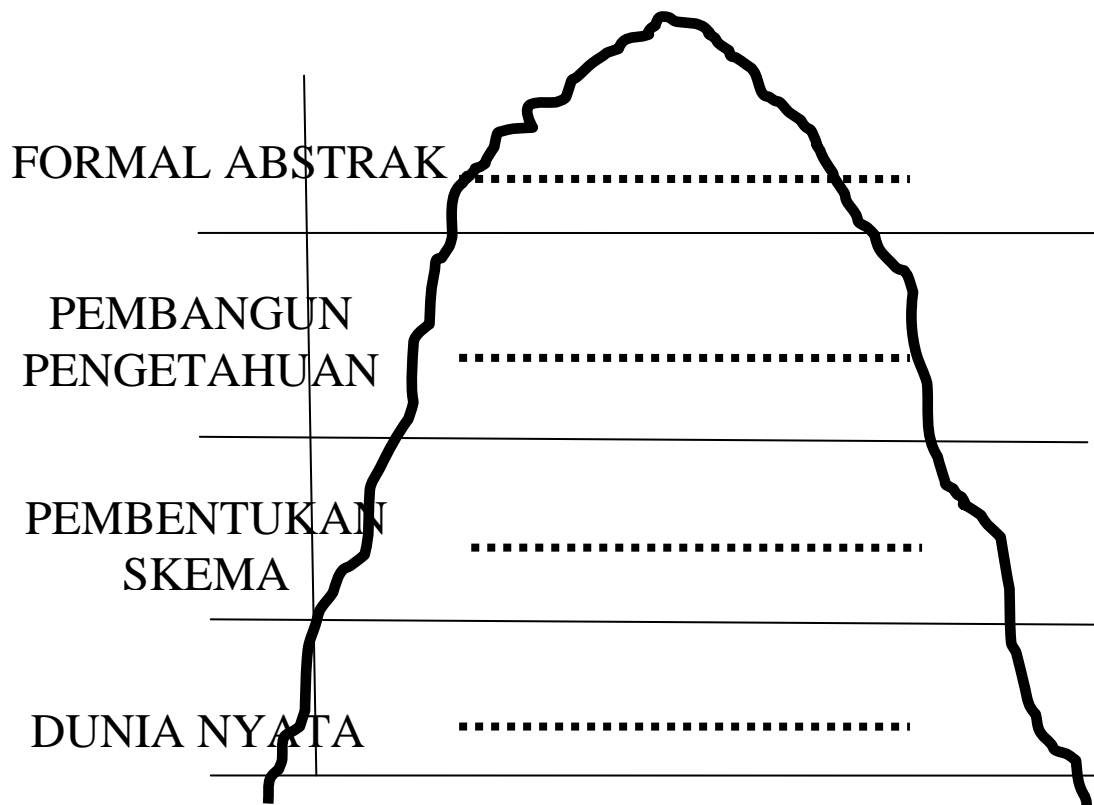 FORMAL ABSTRAK
PEMBANGUN
PENGETAHUAN
PEMBENTUKAN
SKEMA
DUNIA NYATA